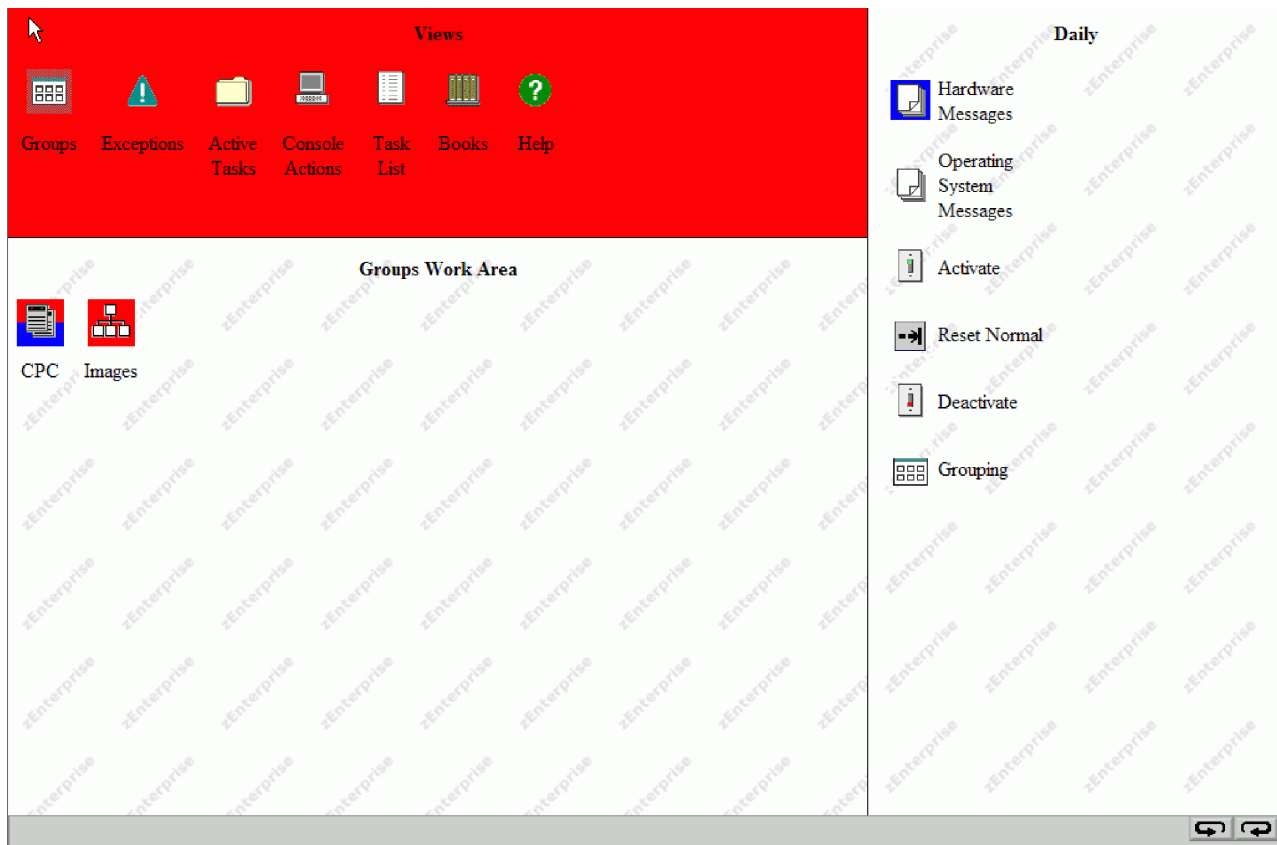 Views
Groups
Exceptions
Active
Tasks
Console
Actions
Task
List
Books
Help
Groups Work Area
CPC
Images
Daily
Hardware
Messages
Operating
System
Messages
Activate
Reset Normal
Deactivate
Grouping
zEnterprise